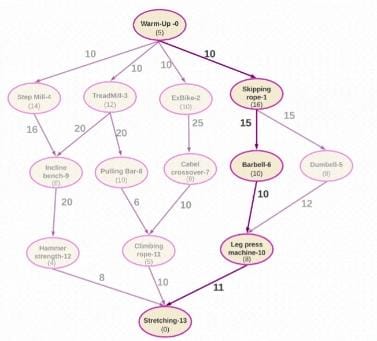 Warm-Up -0
(5)
10
10
10
10
Step Mill-4
(14)
TreadMill-3
(12)
ExBike-2
(10)
Skipping
rope-1
(16)
16
20
20
25
15
15
Incline
bench-9
Pulling Bar-8
(10)
Cabel
crossover-7
(9)
Barbell-6
(10)
Dumbell-5
20
6
10
10
12
Hammer
strength-12
(4)
Climbing
rope-11
(5)
Leg press
machine-10
(8)
8
10
11
Stretching-13
(0)